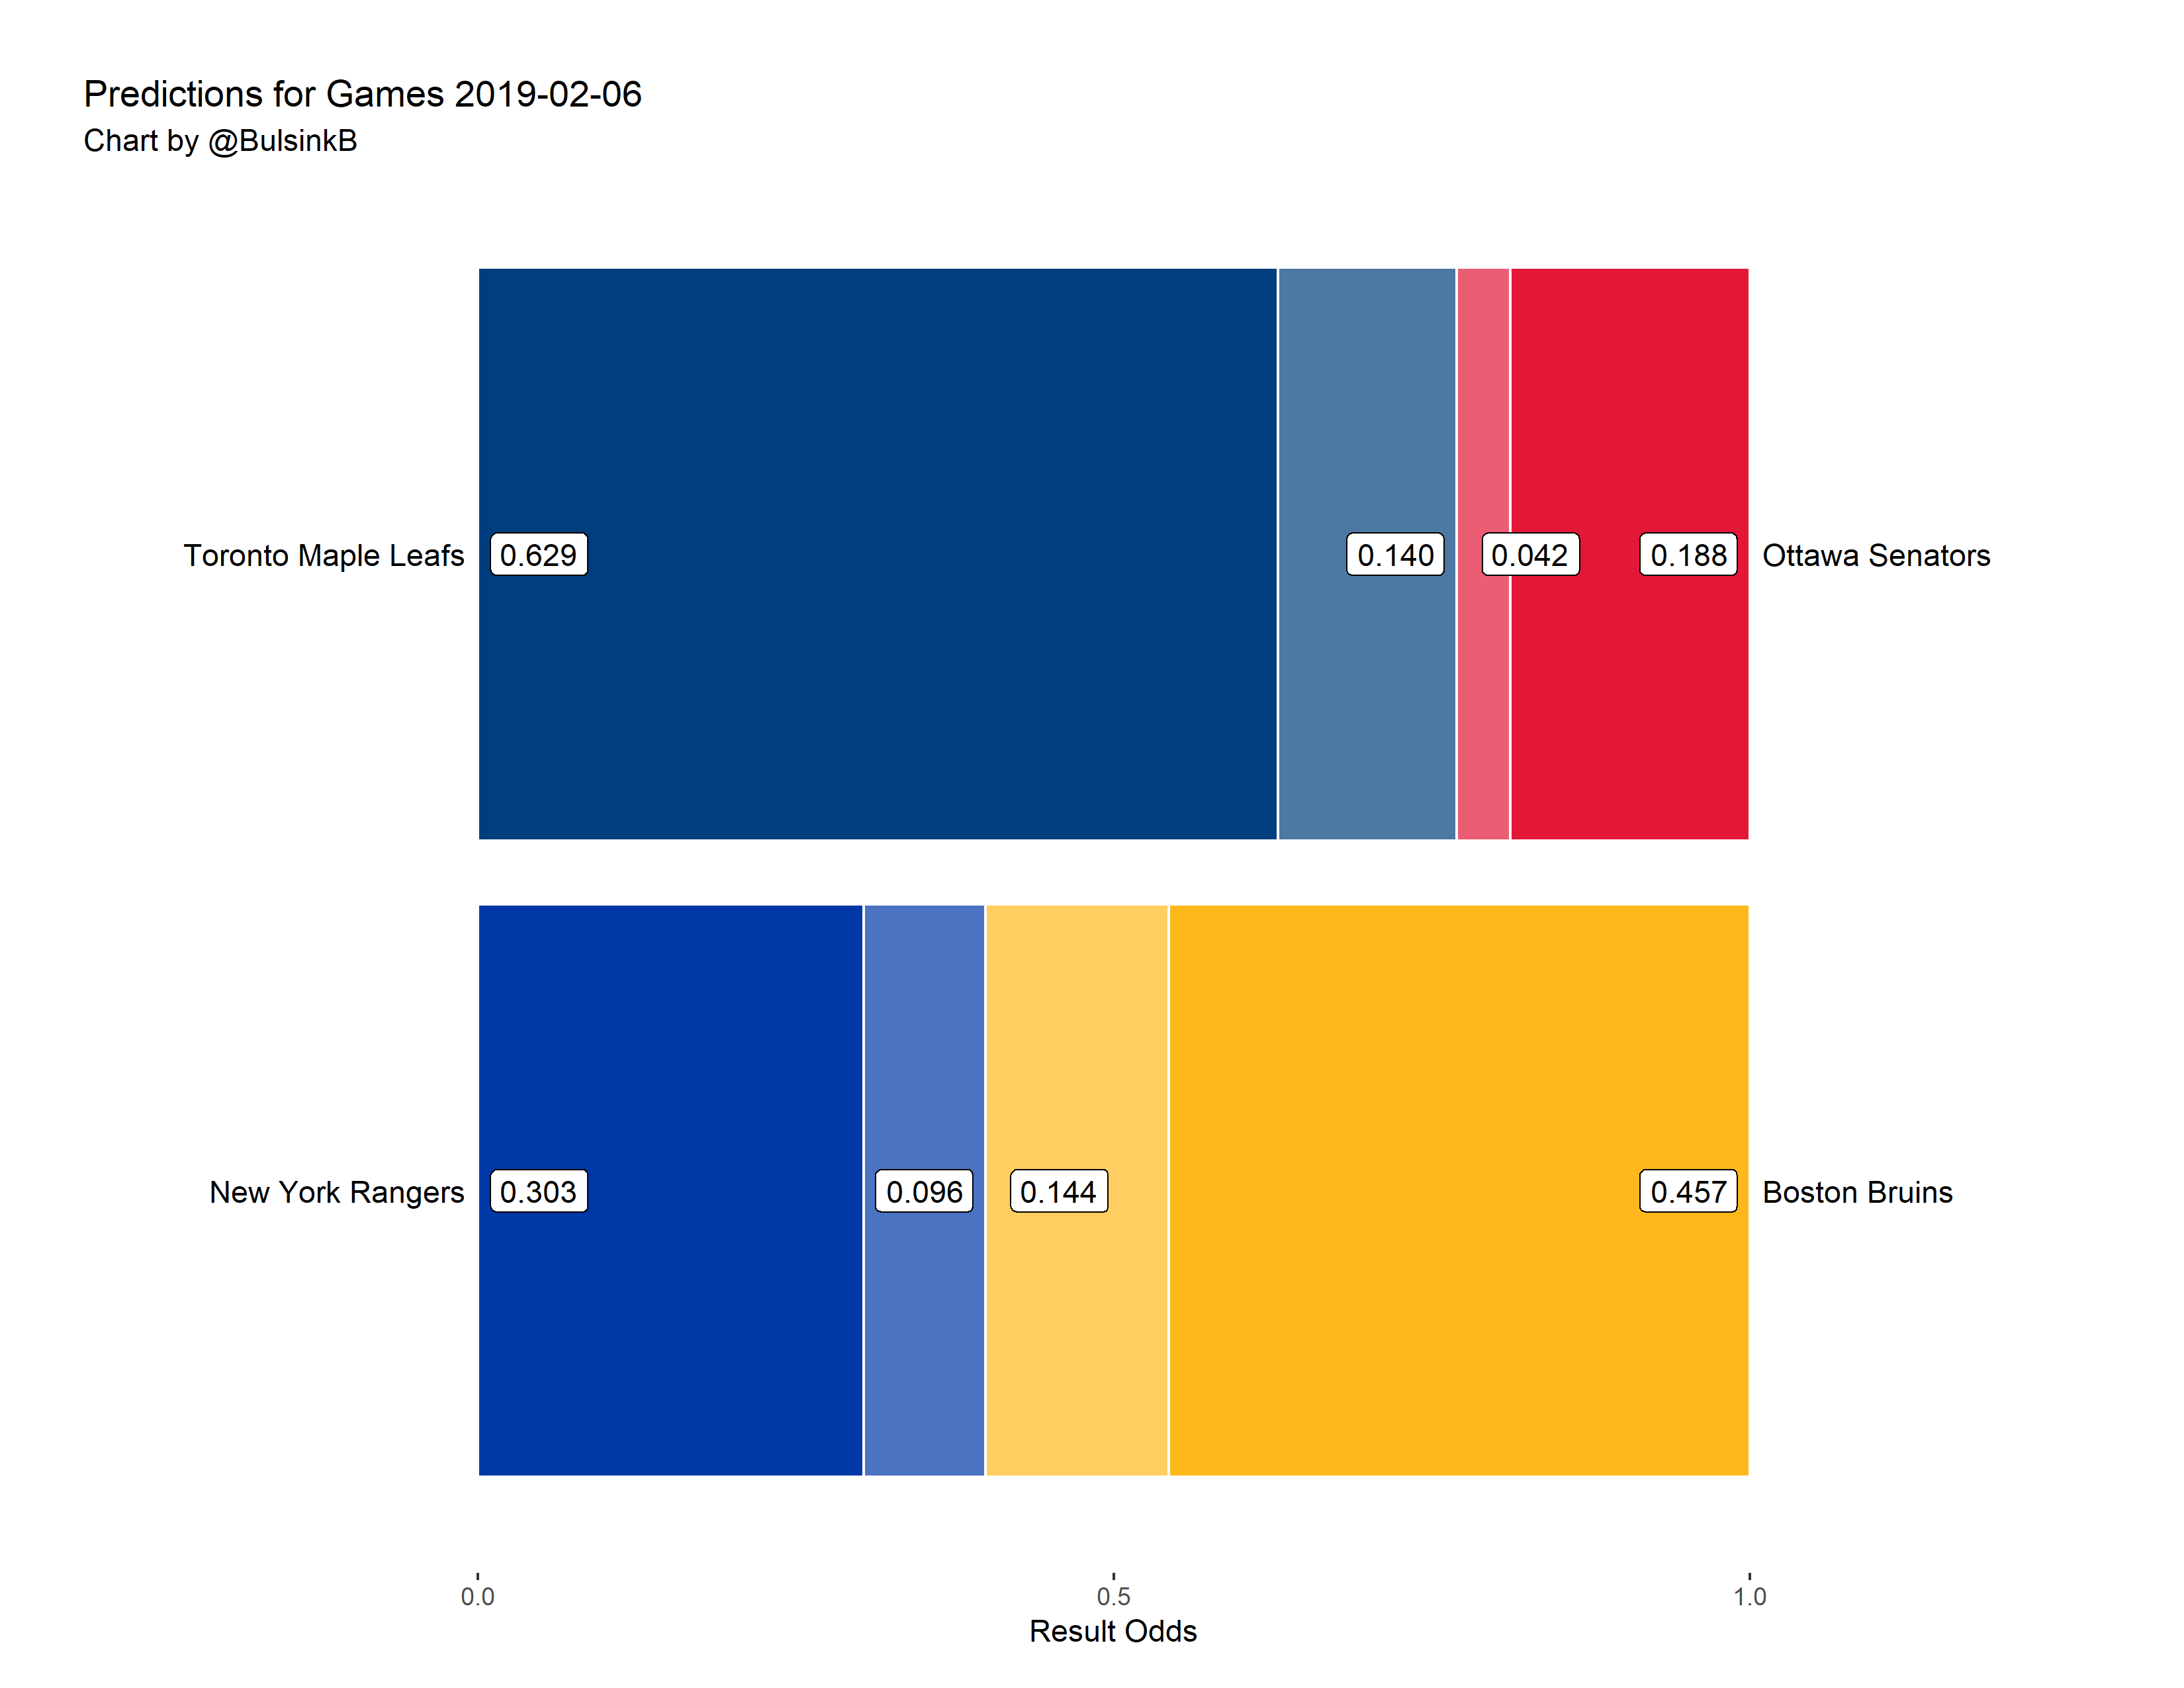 Predictions for Games 2019-02-06
Chart by @BulsinkB
Toronto Maple Leafs 0.629 0.140 0.042 0.188 Ottawa Senators
New York Rangers 0.303 0.096 0.144 0.457 Boston Bruins
0.0 0.5 1.0
Result Odds